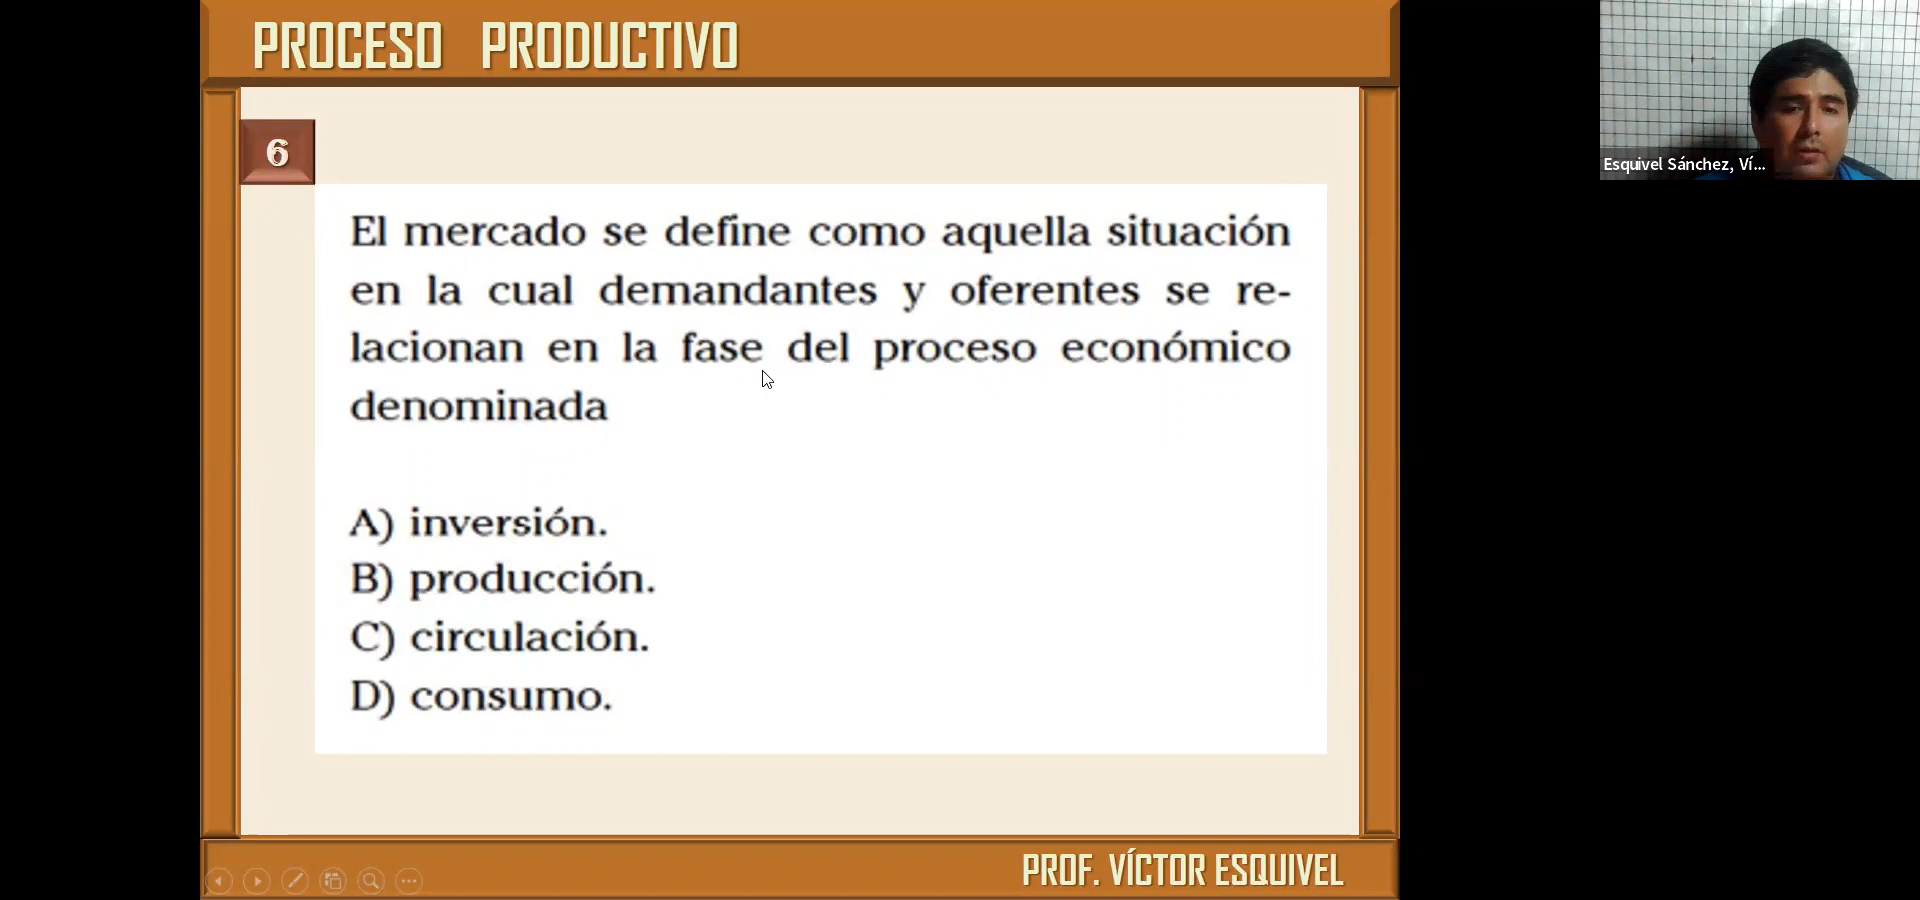 PROCESO PRODUCTIVO
6
El mercado se define como aquella situación
en la cual demandantes y oferentes se re-
lacionan en la fase del proceso económico
denominada
A) inversión.
B) producción.
C) circulación.
D) consumo.
PROF. VÍCTOR ESQUIVEL
Esquivel Sánchez, Ví...